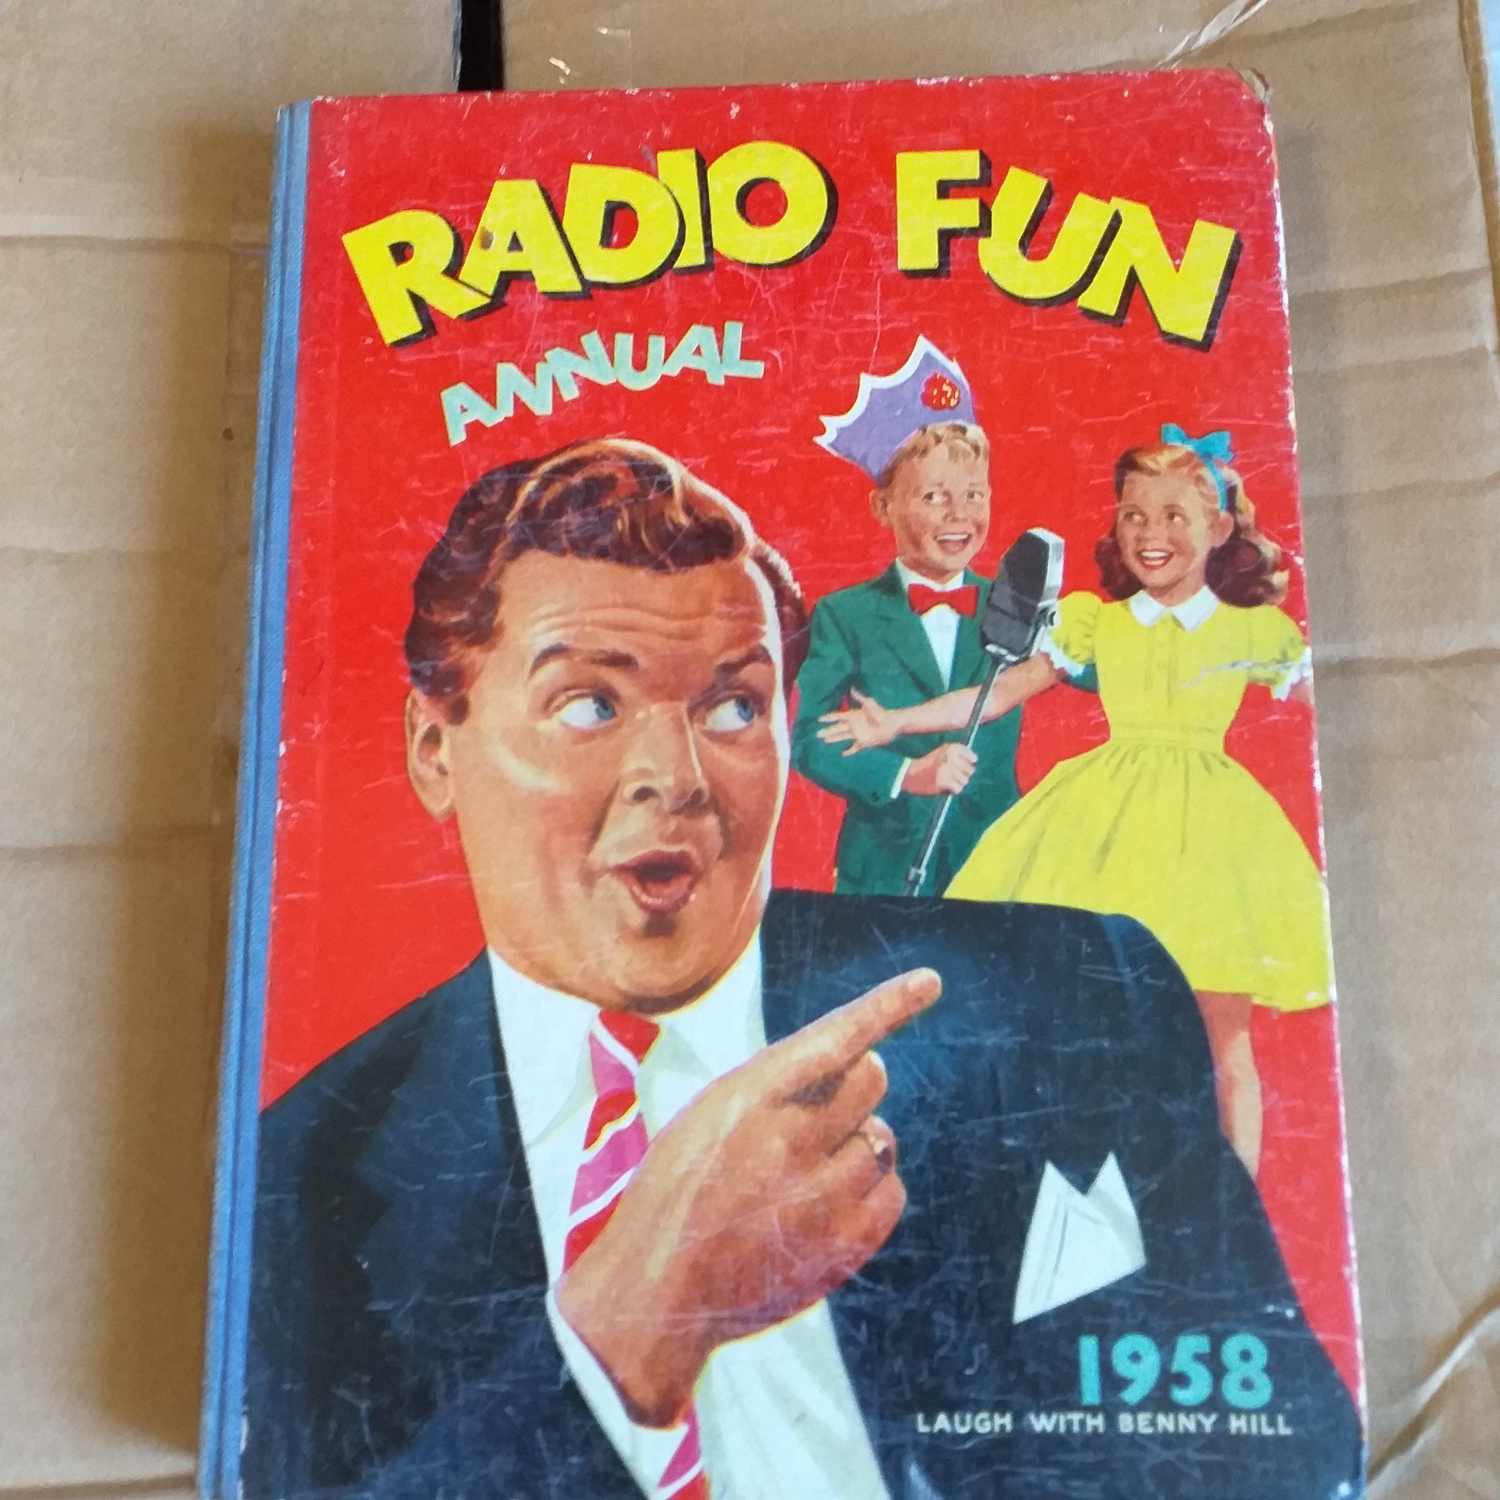 RADIO FUN
ANNUAL
1958
LAUGH WITH BENNY HILL